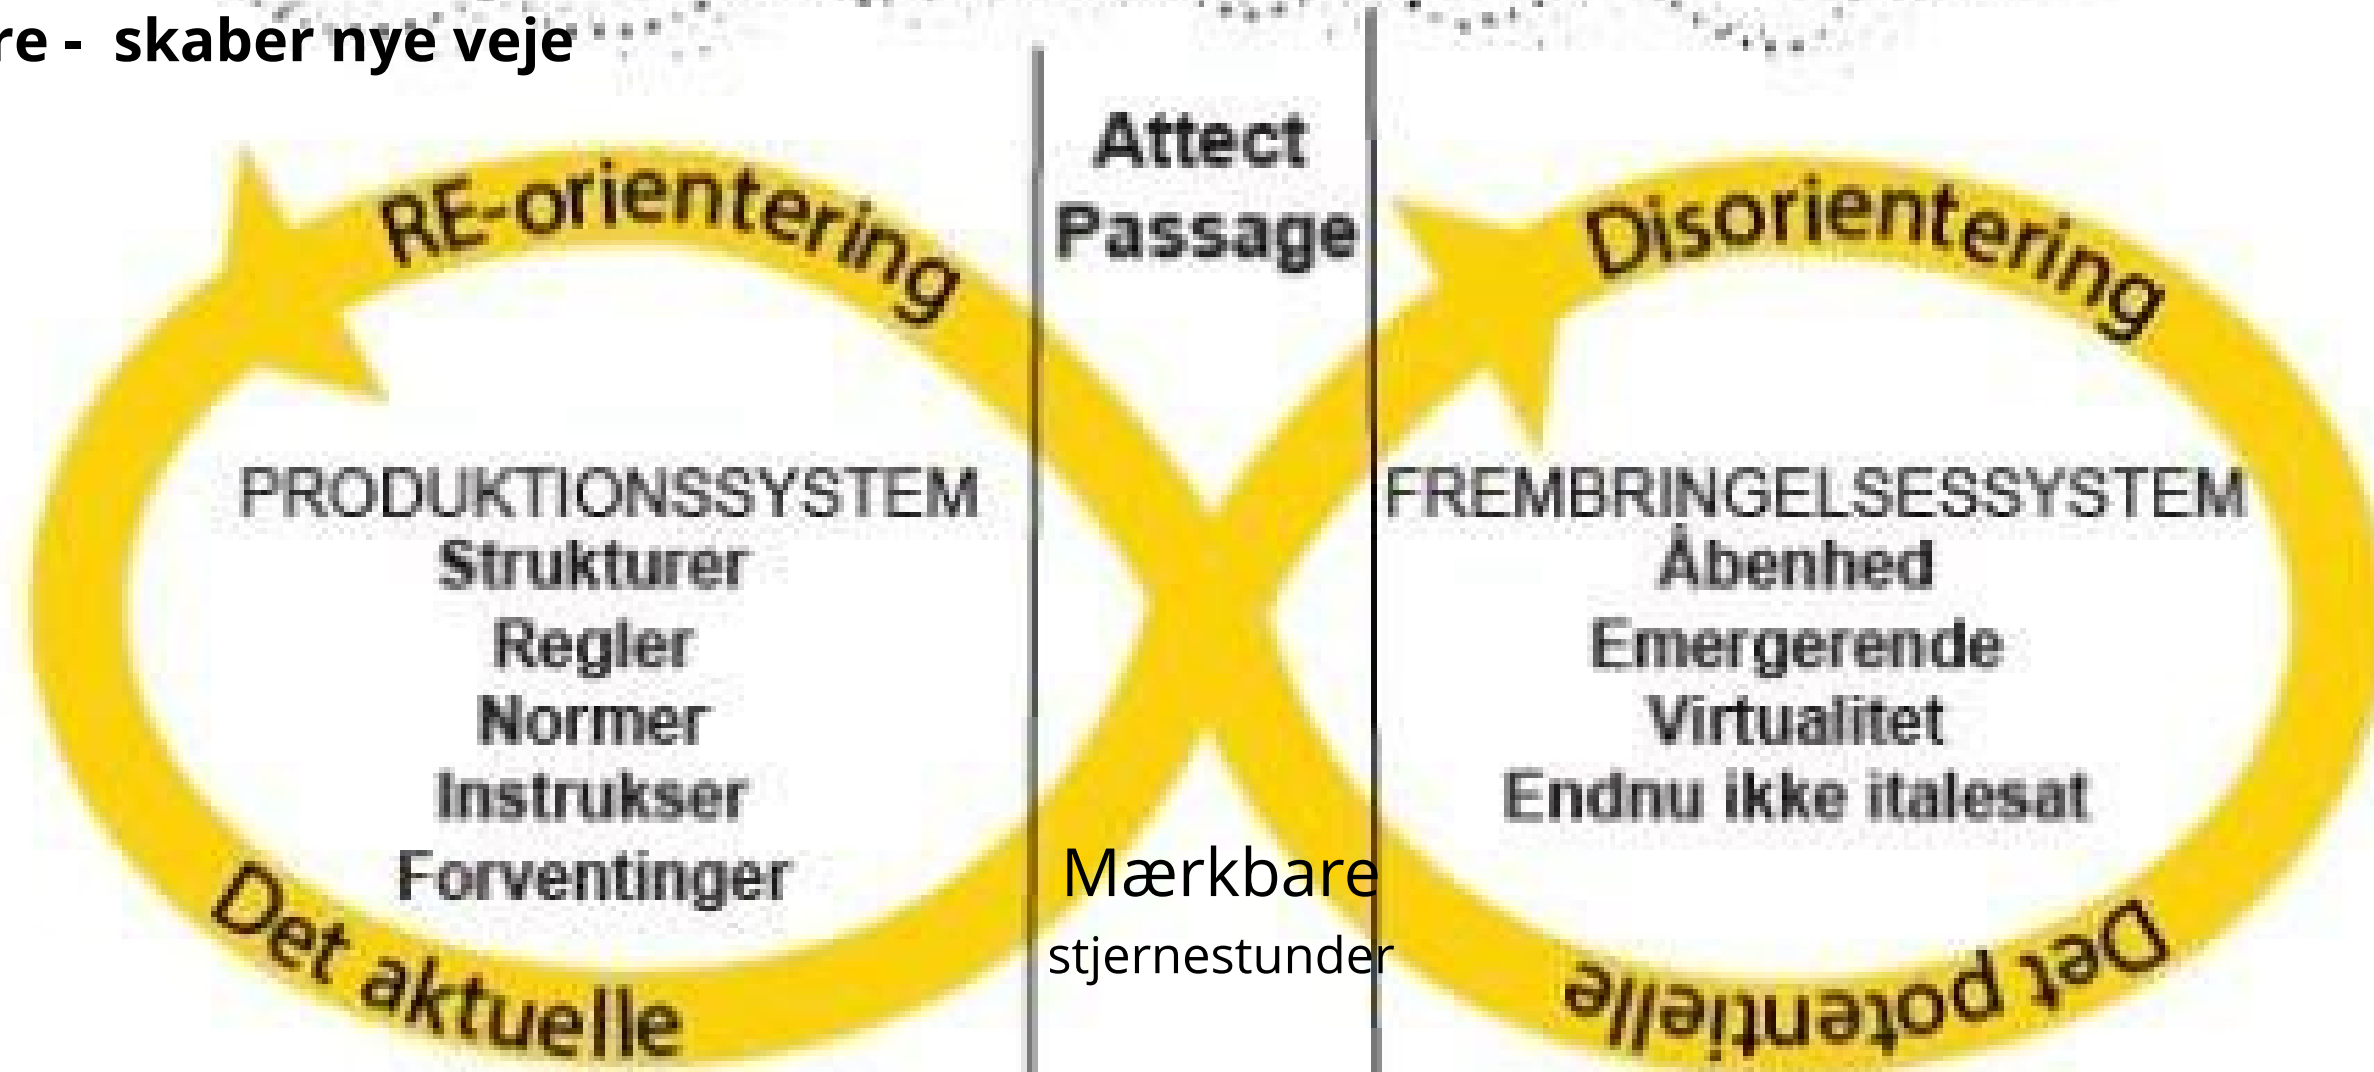 re - skaber nye veje
Attect
Passage
RE-orientering
Disorientering
PRODUKTIONSSYSTEM
Strukturer
Regler
Normer
Instrukser
Forventinger
Det aktuelle
FREMBRINGELSESSYSTEM
Åbenhed
Emergerende
Virtualitet
Endnu ikke italesat
Det potentielle
Mærkbare
stjernestunder